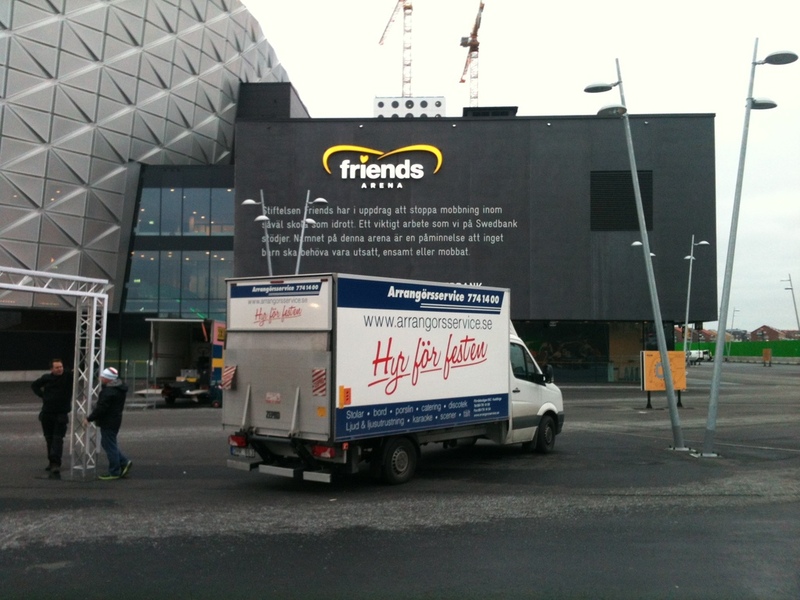 friends
ARENA
Stiftelsen Friends har i uppdrag att stoppa mobbning inom
såväl skola som idrott. Ett viktigt arbete som vi på Swedbank
stödjer. Namnet på denna arena är en påminnelse att inget
barn ska behöva vara utsatt, ensamt eller mobbat.
BANK
Arrangörsservice 7741400
www.arrangorsservice.se
Hyr för festen
Stolar • bord • porslin • catering • discotek
Ljud & ljusutrustning • karaoke • scener • tält
Arrangörsservice 7741400
www.arrangorsservice.se
Hyr för festen